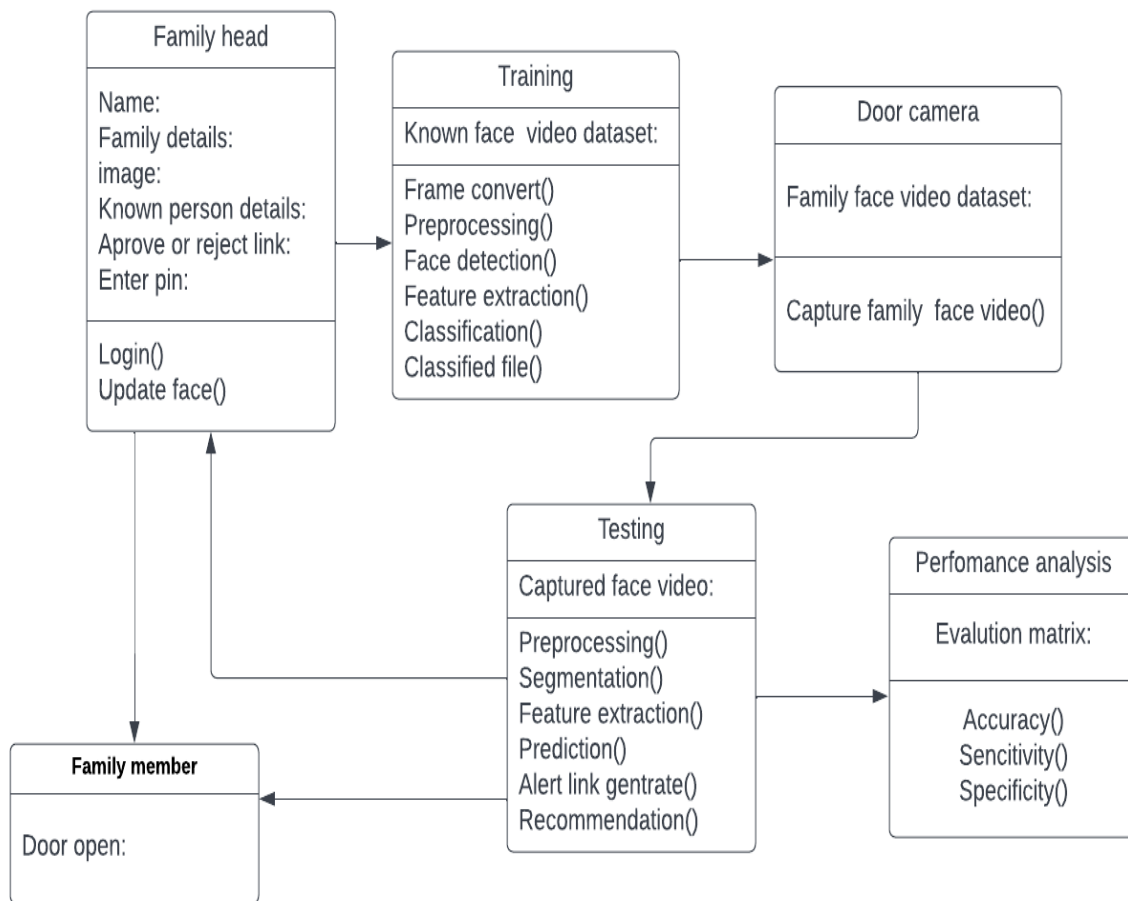 Family head
Name:
Family details:
image:
Known person details:
Aprove or reject link:
Enter pin:
Login()
Update face()
Training
Known face video dataset:
Frame convert()
Preprocessing()
Face detection()
Feature extraction()
Classification()
Classified file()
Door camera
Family face video dataset:
Capture family face video()
Testing
Captured face video:
Preprocessing()
Segmentation()
Feature extraction()
Prediction()
Alert link gentrate()
Recommendation()
Perfomance analysis
Evalution matrix:
Accuracy()
Sencitivity()
Specificity()
Family member
Door open: